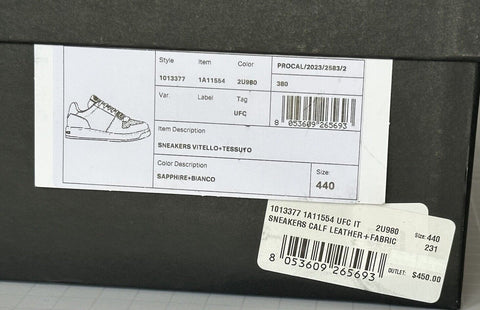 Style Item Color PROCAL/2023/2583/2
1013377 1A11554 2U980 380
Var. Label Tag
UFC
8 053609 265693
Item Description
SNEAKERS VITELLO+TESSUTO
Color Description Size:
SAPPHIRE+BIANCO 440
1013377 1A11554 UFC IT 2U980 Size: 440
SNEAKERS CALF LEATHER+FABRIC 231
8 053609 265693 OUTLET: $450.00